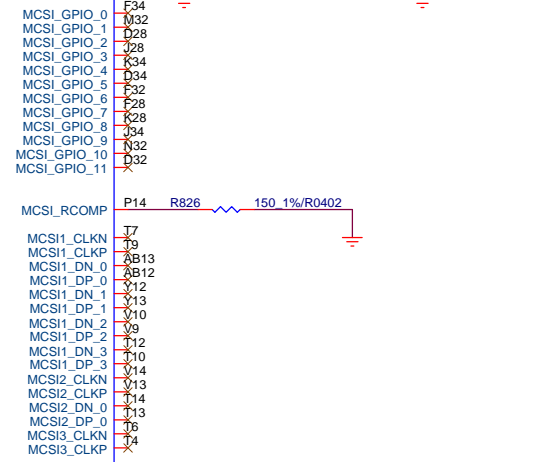 MCSI_GPIO_0 F34
MCSI_GPIO_1 M32
MCSI_GPIO_2 D28
MCSI_GPIO_3 J28
MCSI_GPIO_4 K34
MCSI_GPIO_5 D34
MCSI_GPIO_6 F32
MCSI_GPIO_7 F28
MCSI_GPIO_8 K28
MCSI_GPIO_9 J34
MCSI_GPIO_10 N32
MCSI_GPIO_11 D32
MCSI_RCOMP P14 R826 150_1%/R0402
MCSI1_CLKN T7
MCSI1_CLKP T9
MCSI1_DN_0 AB13
MCSI1_DP_0 AB12
MCSI1_DN_1 Y12
MCSI1_DP_1 Y13
MCSI1_DN_2 V10
MCSI1_DP_2 V9
MCSI1_DN_3 T12
MCSI1_DP_3 T10
MCSI2_CLKN V14
MCSI2_CLKP V13
MCSI2_DN_0 T14
MCSI2_DP_0 T13
MCSI3_CLKN T6
MCSI3_CLKP T4